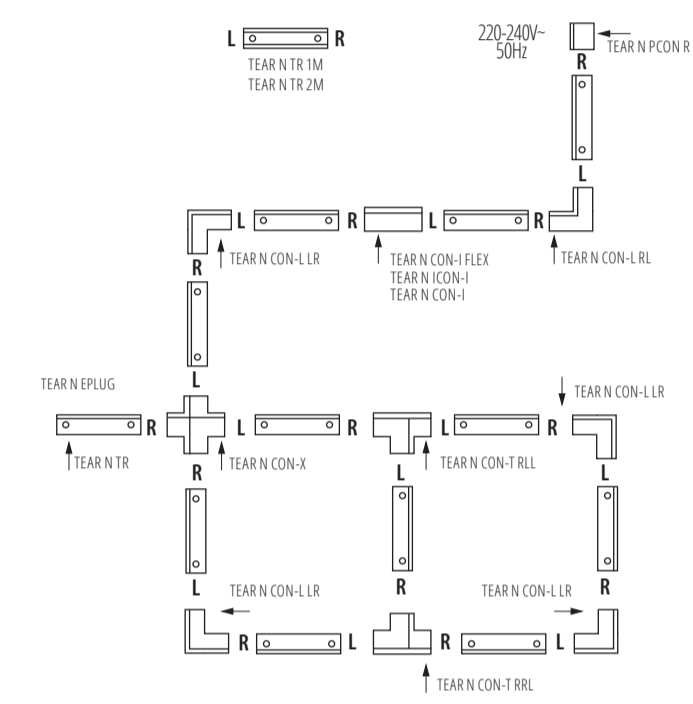 L R
TEAR N TR 1M
TEAR N TR 2M
220-240V~
50Hz
TEAR N PCON R
R
L
L R L R
TEAR N CON-L LR
TEAR N CON-I FLEX
TEAR N ICON-I
TEAR N CON-I
TEAR N CON-L RL
R
L
TEAR N EPLUG
TEAR N CON-L LR
R L R L R
TEAR N TR
TEAR N CON-X
TEAR N CON-T RLL
R L L
L R R
TEAR N CON-L LR
TEAR N CON-L LR
R L R L
TEAR N CON-T RRL